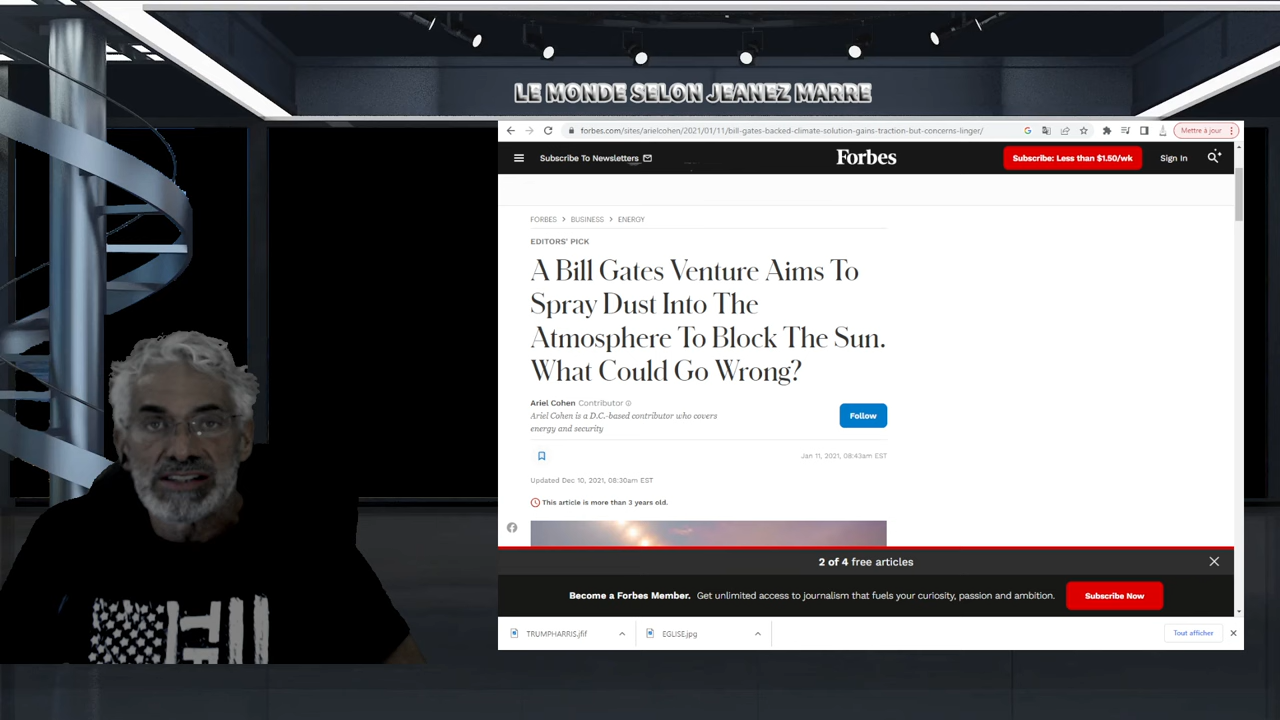 LE MONDE SELON JEANEZ MARRE
forbes.com/sites/arielcohen/2021/01/11/bill-gates-backed-climate-solution-gains-traction-but-concerns-linger/
Mettre à jour
Subscribe To Newsletters
Forbes
Subscribe: Less than $1.50/wk
Sign In
FORBES > BUSINESS > ENERGY
EDITORS' PICK
A Bill Gates Venture Aims To
Spray Dust Into The
Atmosphere To Block The Sun.
What Could Go Wrong?
Ariel Cohen Contributor
Ariel Cohen is a D.C.-based contributor who covers
energy and security
Follow
Jan 11, 2021, 08:43am EST
Updated Dec 10, 2021, 08:30am EST
This article is more than 3 years old.
2 of 4 free articles
Become a Forbes Member. Get unlimited access to journalism that fuels your curiosity, passion and ambition.
Subscribe Now
TRUMPHARRIS.jfif
EGLISE.jpg
Tout afficher